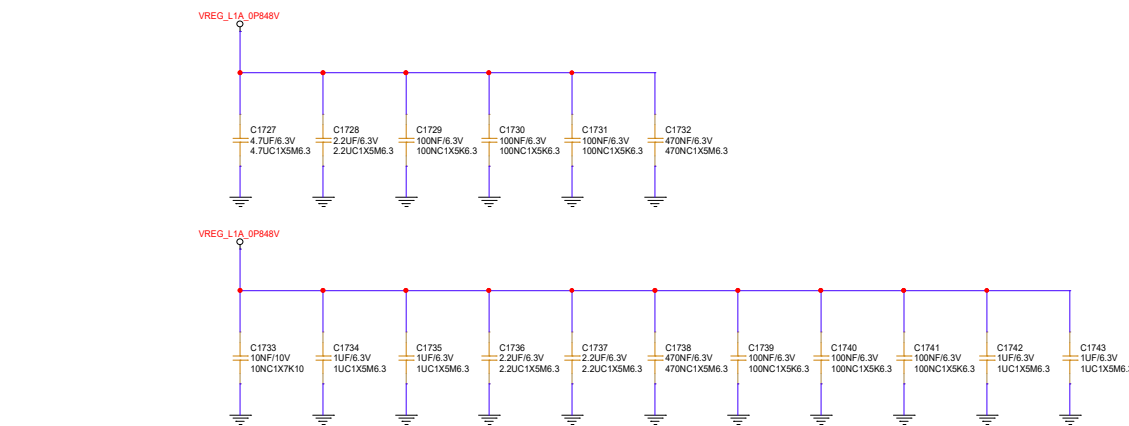 VREG_L1A_0P848V
C1727
4.7UF/6.3V
4.7UC1X5M6.3
C1728
2.2UF/6.3V
2.2UC1X5M6.3
C1729
100NF/6.3V
100NC1X5K6.3
C1730
100NF/6.3V
100NC1X5K6.3
C1731
100NF/6.3V
100NC1X5K6.3
C1732
470NF/6.3V
470NC1X5M6.3
VREG_L1A_0P848V
C1733
10NF/10V
10NC1X7K10
C1734
1UF/6.3V
1UC1X5M6.3
C1735
1UF/6.3V
1UC1X5M6.3
C1736
2.2UF/6.3V
2.2UC1X5M6.3
C1737
2.2UF/6.3V
2.2UC1X5M6.3
C1738
470NF/6.3V
470NC1X5M6.3
C1739
100NF/6.3V
100NC1X5K6.3
C1740
100NF/6.3V
100NC1X5K6.3
C1741
100NF/6.3V
100NC1X5K6.3
C1742
1UF/6.3V
1UC1X5M6.3
C1743
1UF/6.3V
1UC1X5M6.